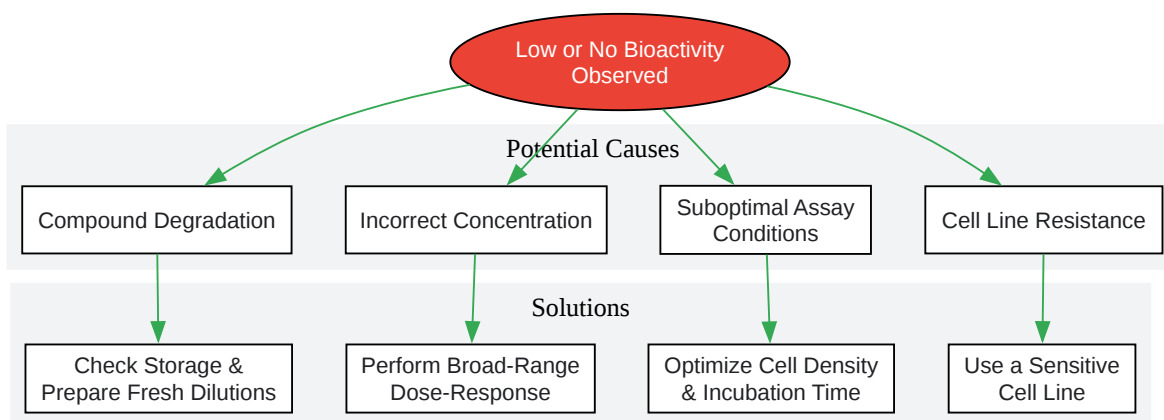 Low or No Bioactivity
Observed
Potential Causes
Compound Degradation
Incorrect Concentration
Suboptimal Assay
Conditions
Cell Line Resistance
Solutions
Check Storage &
Prepare Fresh Dilutions
Perform Broad-Range
Dose-Response
Optimize Cell Density
& Incubation Time
Use a Sensitive
Cell Line